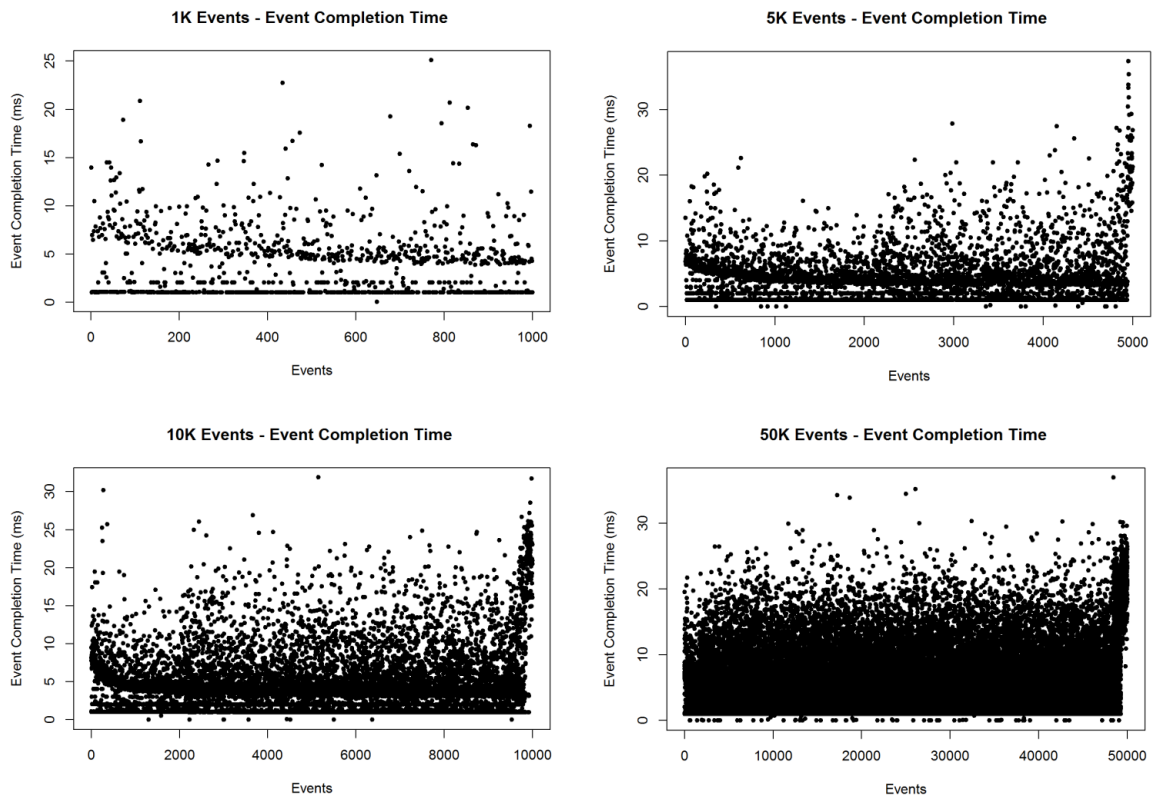 1K Events - Event Completion Time
Event Completion Time (ms)
25
20
15
10
5
0
0 200 400 600 800 1000
Events
5K Events - Event Completion Time
Event Completion Time (ms)
30
20
10
0
0 1000 2000 3000 4000 5000
Events
10K Events - Event Completion Time
Event Completion Time (ms)
30
25
20
15
10
5
0
0 2000 4000 6000 8000 10000
Events
50K Events - Event Completion Time
Event Completion Time (ms)
30
20
10
0
0 10000 20000 30000 40000 50000
Events